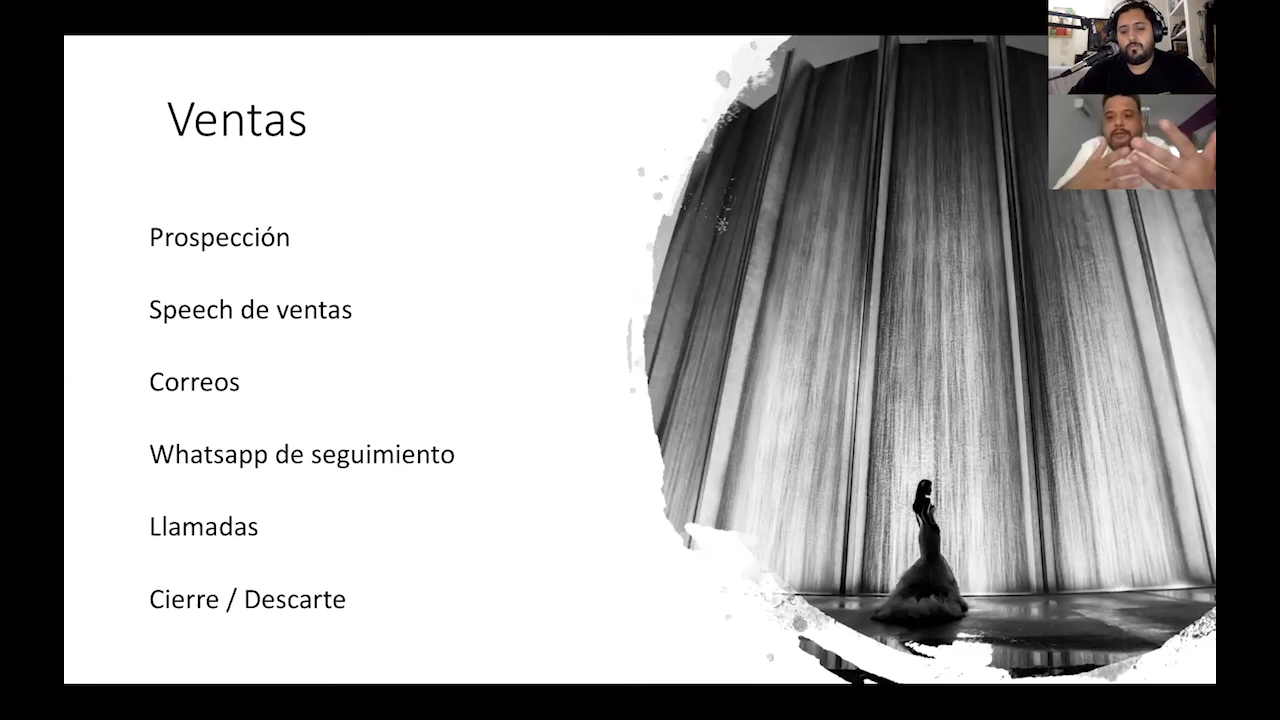 Ventas
Prospección
Speech de ventas
Correos
Whatsapp de seguimiento
Llamadas
Cierre / Descarte